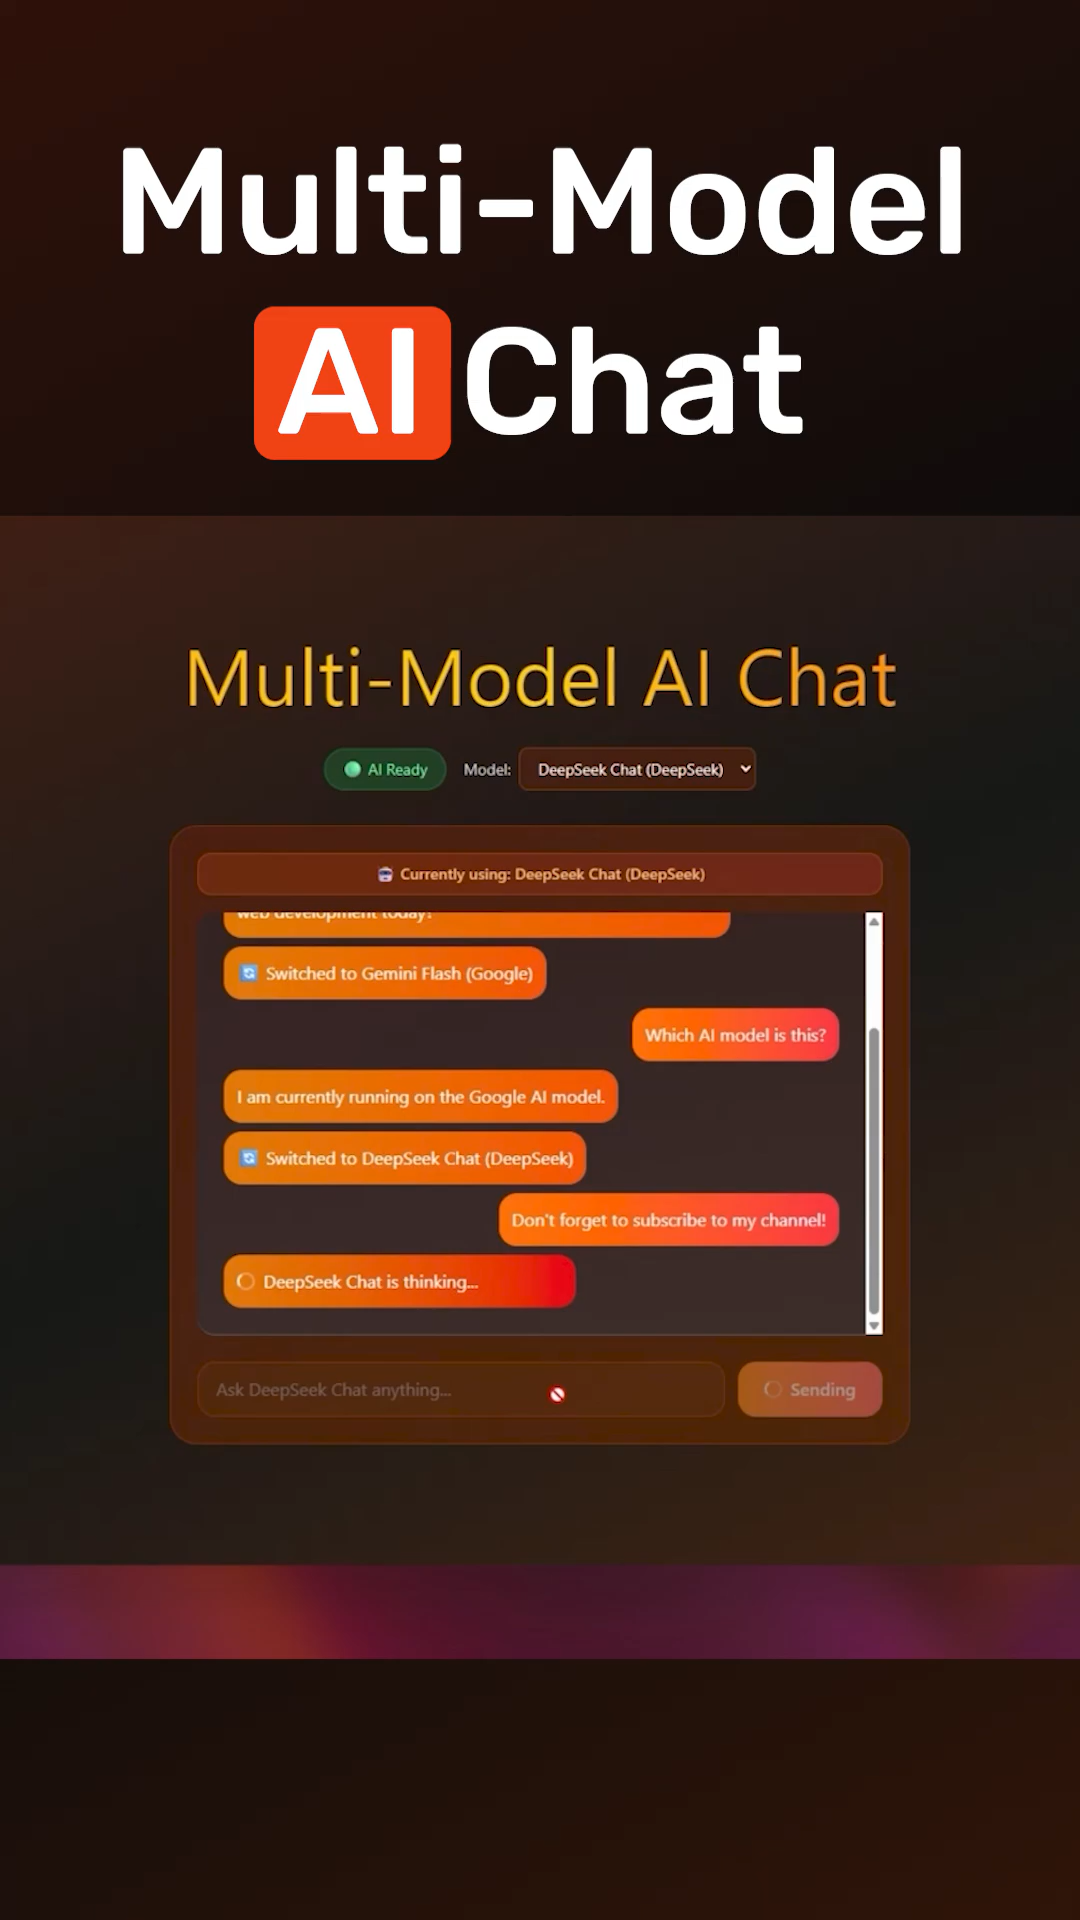 Multi-Model
AI Chat
Multi-Model AI Chat
AI Ready Model: DeepSeek Chat (DeepSeek)
Currently using: DeepSeek Chat (DeepSeek)
web development today?
Switched to Gemini Flash (Google)
Which AI model is this?
I am currently running on the Google AI model.
Switched to DeepSeek Chat (DeepSeek)
Don't forget to subscribe to my channel!
DeepSeek Chat is thinking...
Ask DeepSeek Chat anything... Sending